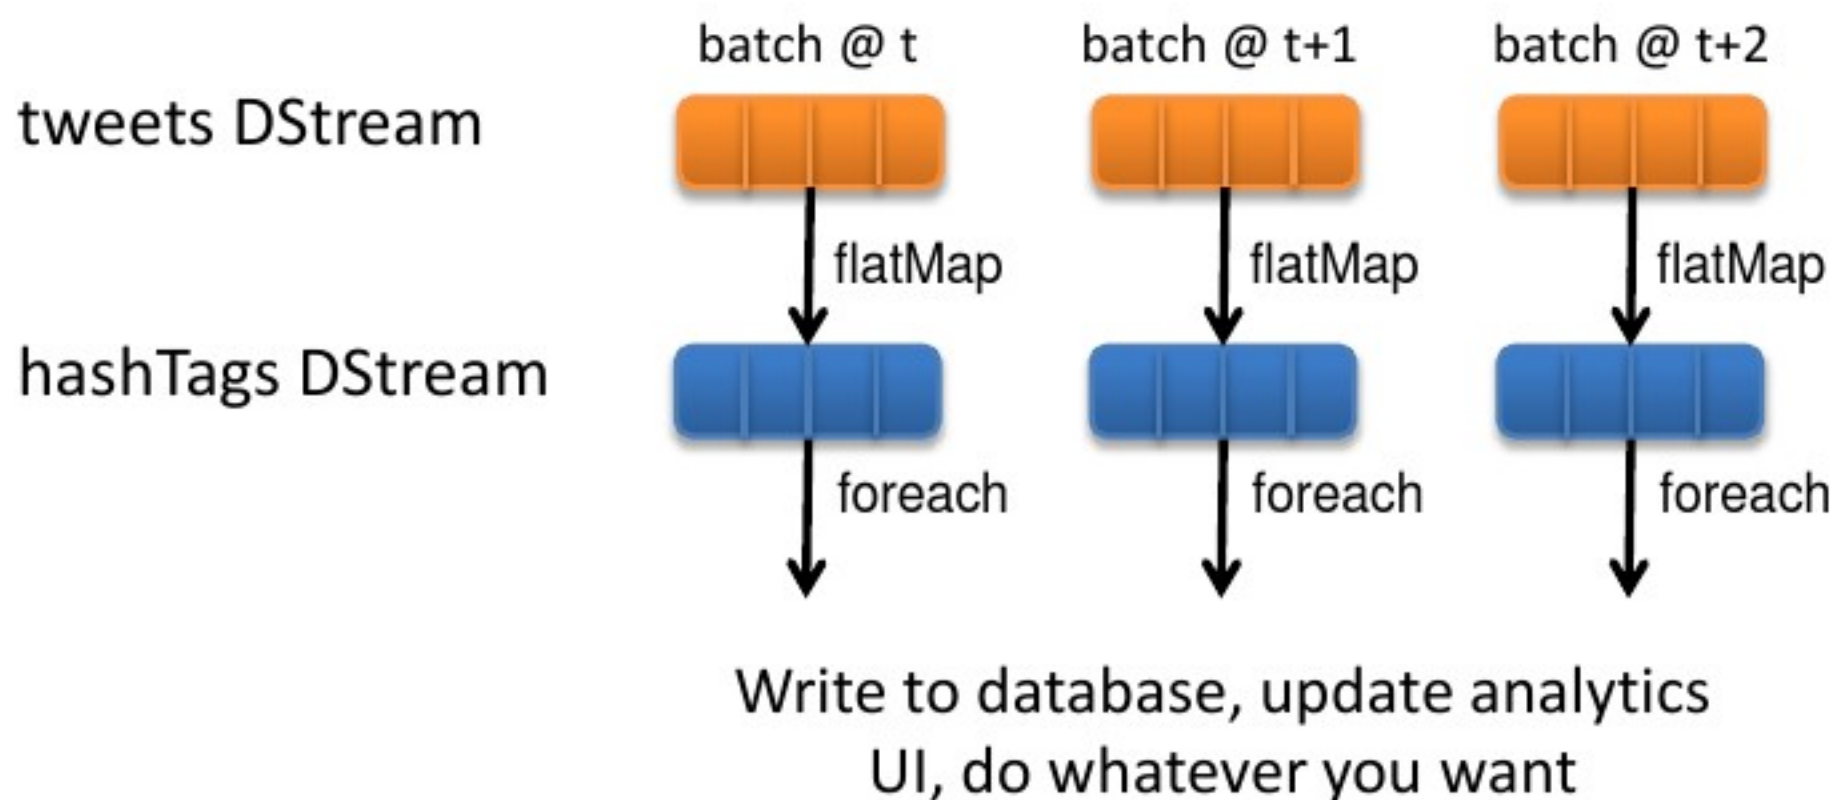 batch @ t batch @ t+1 batch @ t+2
tweets DStream
flatMap flatMap flatMap
hashTags DStream
foreach foreach foreach
Write to database, update analytics
UI, do whatever you want